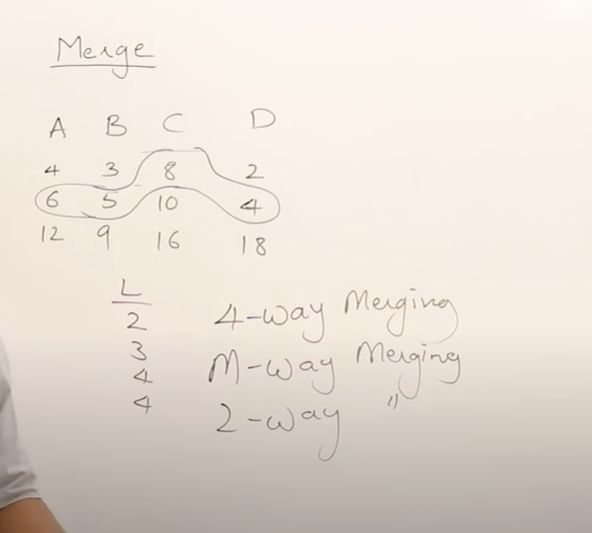 Merge
A B C D
4 3 8 2
6 5 10 4
12 9 16 18
L
2 4-way Merging
3 M-way Merging
4
4 2-way "